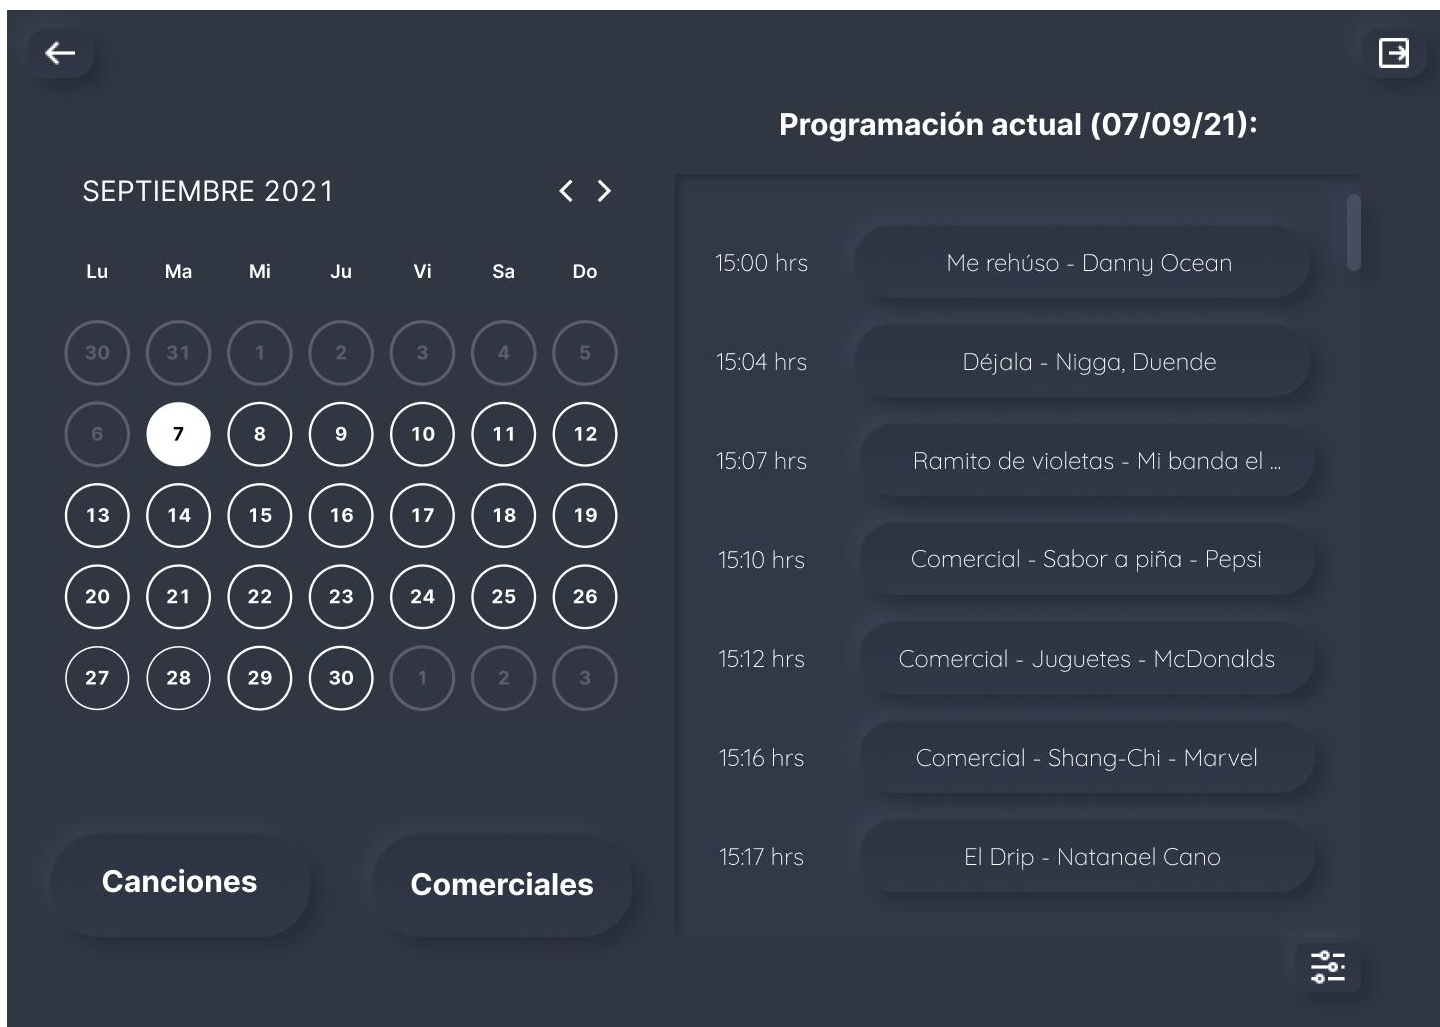 Programación actual (07/09/21):
SEPTIEMBRE 2021
Lu Ma Mi Ju Vi Sa Do
30 31 1 2 3 4 5
6 7 8 9 10 11 12
13 14 15 16 17 18 19
20 21 22 23 24 25 26
27 28 29 30 1 2 3
Canciones
Comerciales
15:00 hrs Me rehúso - Danny Ocean
15:04 hrs Déjala - Nigga, Duende
15:07 hrs Ramito de violetas - Mi banda el ...
15:10 hrs Comercial - Sabor a piña - Pepsi
15:12 hrs Comercial - Juguetes - McDonalds
15:16 hrs Comercial - Shang-Chi - Marvel
15:17 hrs El Drip - Natanael Cano